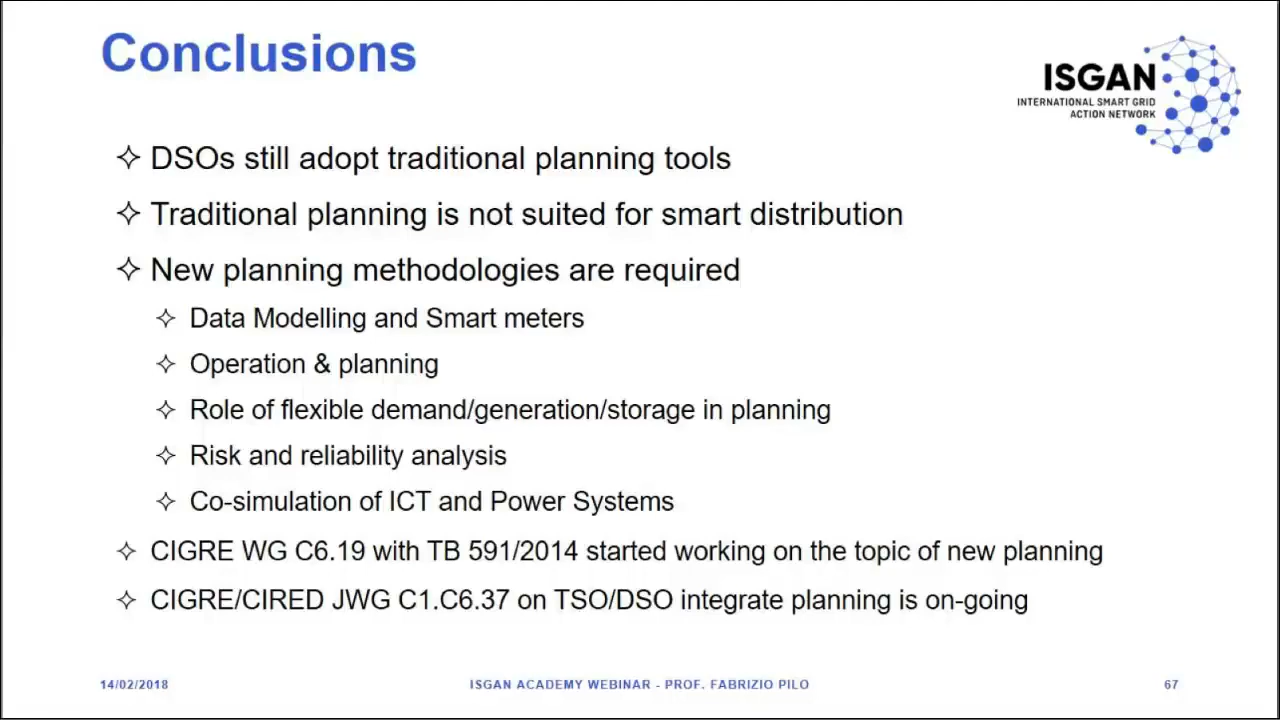 Conclusions
ISGAN
INTERNATIONAL SMART GRID
ACTION NETWORK
DSOs still adopt traditional planning tools
Traditional planning is not suited for smart distribution
New planning methodologies are required
Data Modelling and Smart meters
Operation & planning
Role of flexible demand/generation/storage in planning
Risk and reliability analysis
Co-simulation of ICT and Power Systems
CIGRE WG C6.19 with TB 591/2014 started working on the topic of new planning
CIGRE/CIRED JWG C1.C6.37 on TSO/DSO integrate planning is on-going
14/02/2018
ISGAN ACADEMY WEBINAR - PROF. FABRIZIO PILO
67